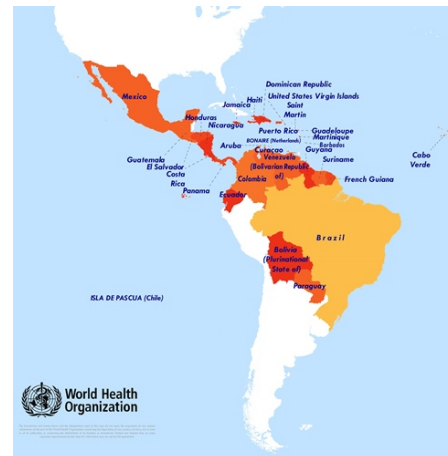 Mexico
Dominican Republic
United States Virgin Islands
Haiti
Saint
Martin
Jamaica
Honduras
Nicaragua
Puerto Rico
Guadeloupe
Martinique
BONAIRE (Netherlands)
Barbados
Aruba
Curacao
Guyana
Cabo
Verde
Guatemala
El Salvador
Costa
Rica
Panama
Venezuela
(Bolivarian Republic
of)
Suriname
Colombia
French Guiana
Ecuador
Brazil
Bolivia
(Plurinational
State of)
Paraguay
ISLA DE PASCUA (Chile)
World Health
Organization